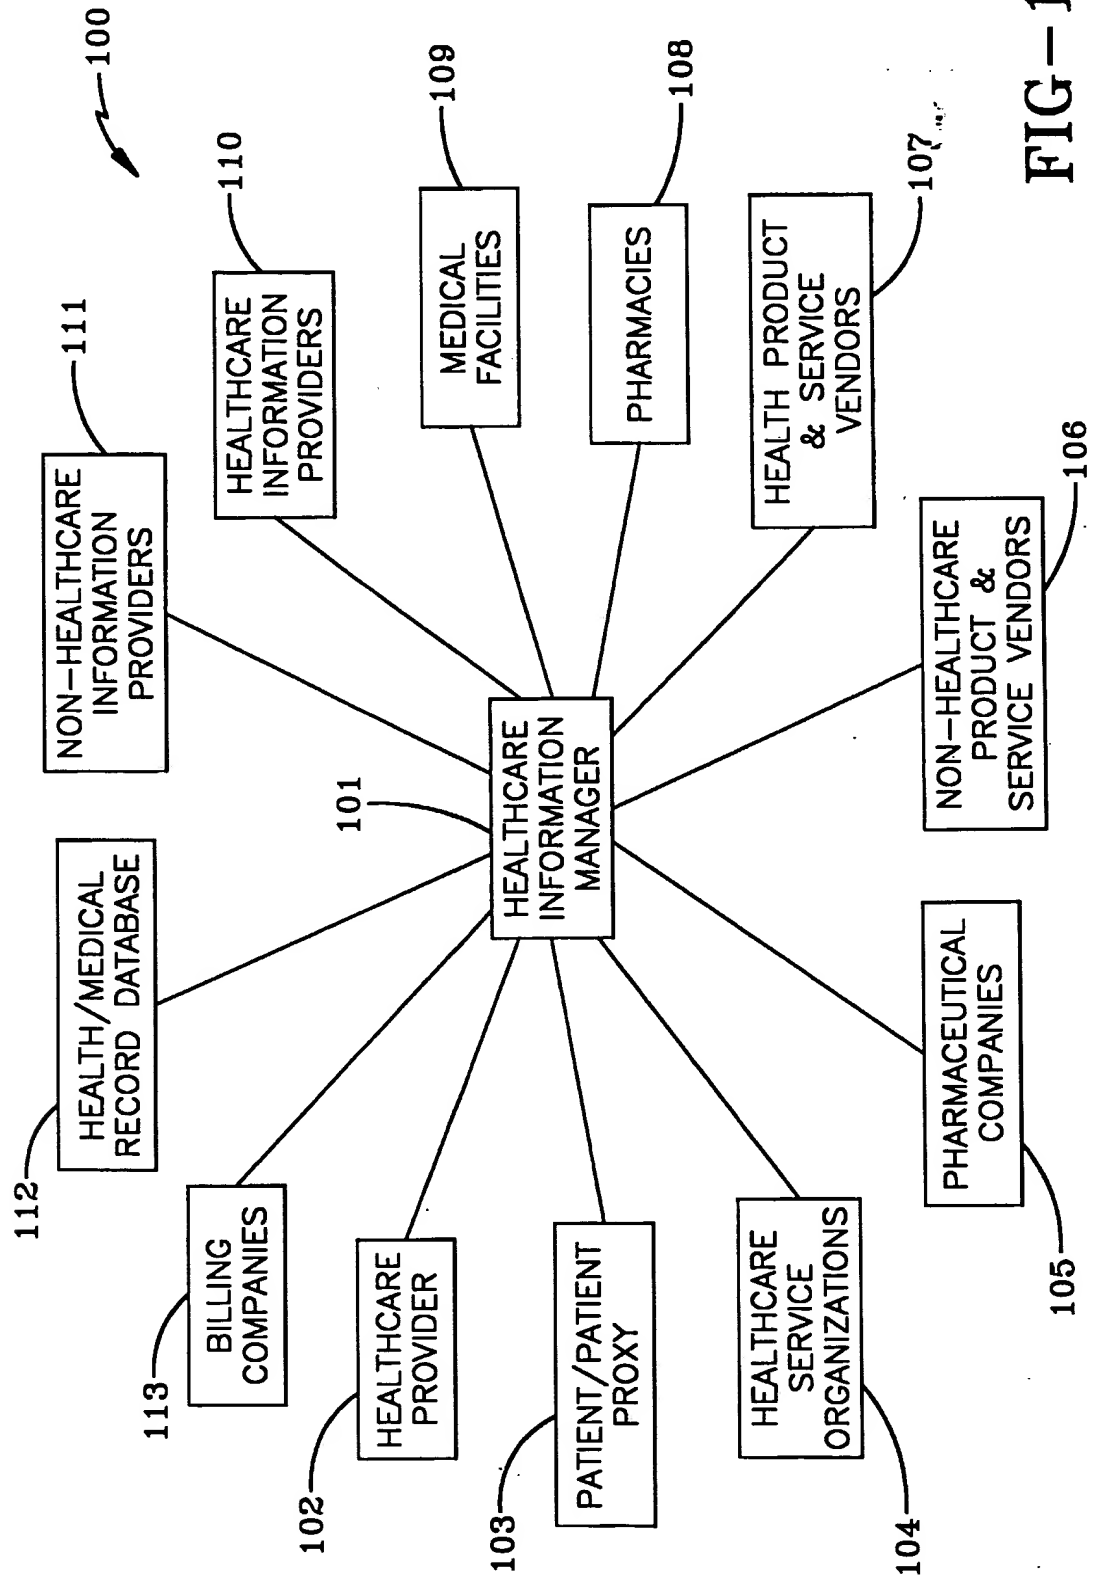 100
112
HEALTH/MEDICAL
RECORD DATABASE
111
NON-HEALTHCARE
INFORMATION
PROVIDERS
113
BILLING
COMPANIES
110
HEALTHCARE
INFORMATION
PROVIDERS
102
HEALTHCARE
PROVIDER
109
MEDICAL
FACILITIES
101
HEALTHCARE
INFORMATION
MANAGER
103
PATIENT/PATIENT
PROXY
108
PHARMACIES
104
HEALTHCARE
SERVICE
ORGANIZATIONS
107
HEALTH PRODUCT
& SERVICE
VENDORS
105
PHARMACEUTICAL
COMPANIES
106
NON-HEALTHCARE
PRODUCT &
SERVICE VENDORS
FIG-1